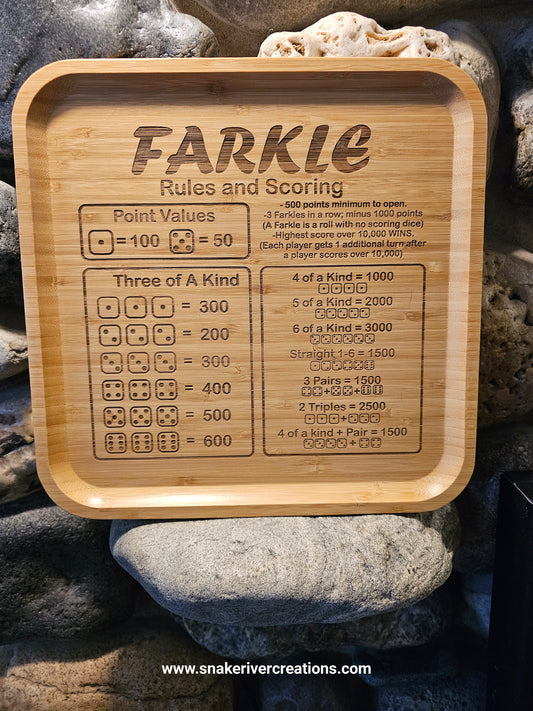 FARKLE
Rules and Scoring
Point Values
=100 = 50
- 500 points minimum to open.
-3 Farkles in a row; minus 1000 points
(A Farkle is a roll with no scoring dice)
-Highest score over 10,000 WINS.
(Each player gets 1 additional turn after
a player scores over 10,000)
Three of A Kind
= 300
= 200
= 300
= 400
= 500
= 600
4 of a Kind = 1000
5 of a Kind = 2000
6 of a Kind = 3000
Straight 1-6 = 1500
3 Pairs = 1500
+ +
2 Triples = 2500
+
4 of a kind + Pair = 1500
+
www.snakerivercreations.com